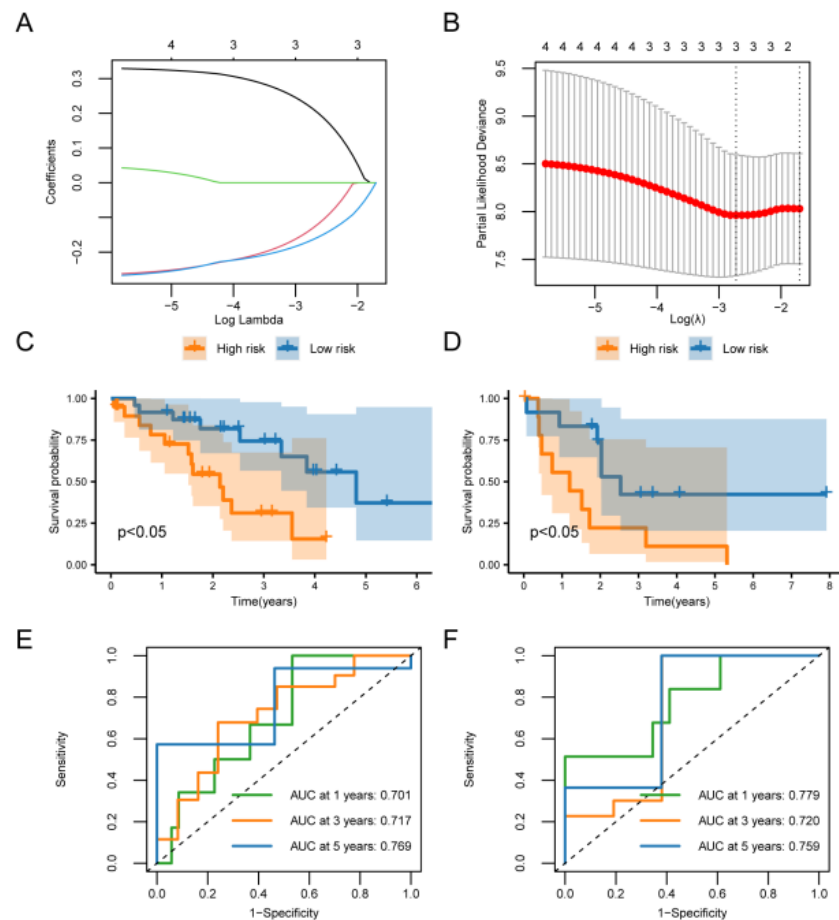 A
4 3 3 3
Coefficients
0.3
0.2
0.1
0.0
−0.2
−5 −4 −3 −2
Log Lambda
B
4 4 4 4 4 4 3 3 3 3 3 3 3 2
Partial Likelihood Deviance
9.5
9.0
8.5
8.0
7.5
−5 −4 −3 −2
Log(λ)
C
High risk Low risk
Survival probability
1.00
0.75
0.50
0.25
0.00
p<0.05
0 1 2 3 4 5 6
Time(years)
D
High risk Low risk
Survival probability
1.00
0.75
0.50
0.25
0.00
p<0.05
0 1 2 3 4 5 6 7 8
Time(years)
E
Sensitivity
1.0
0.8
0.6
0.4
0.2
0.0
AUC at 1 years: 0.701
AUC at 3 years: 0.717
AUC at 5 years: 0.769
0.0 0.2 0.4 0.6 0.8 1.0
1−Specificity
F
Sensitivity
1.0
0.8
0.6
0.4
0.2
0.0
AUC at 1 years: 0.779
AUC at 3 years: 0.720
AUC at 5 years: 0.759
0.0 0.2 0.4 0.6 0.8 1.0
1−Specificity